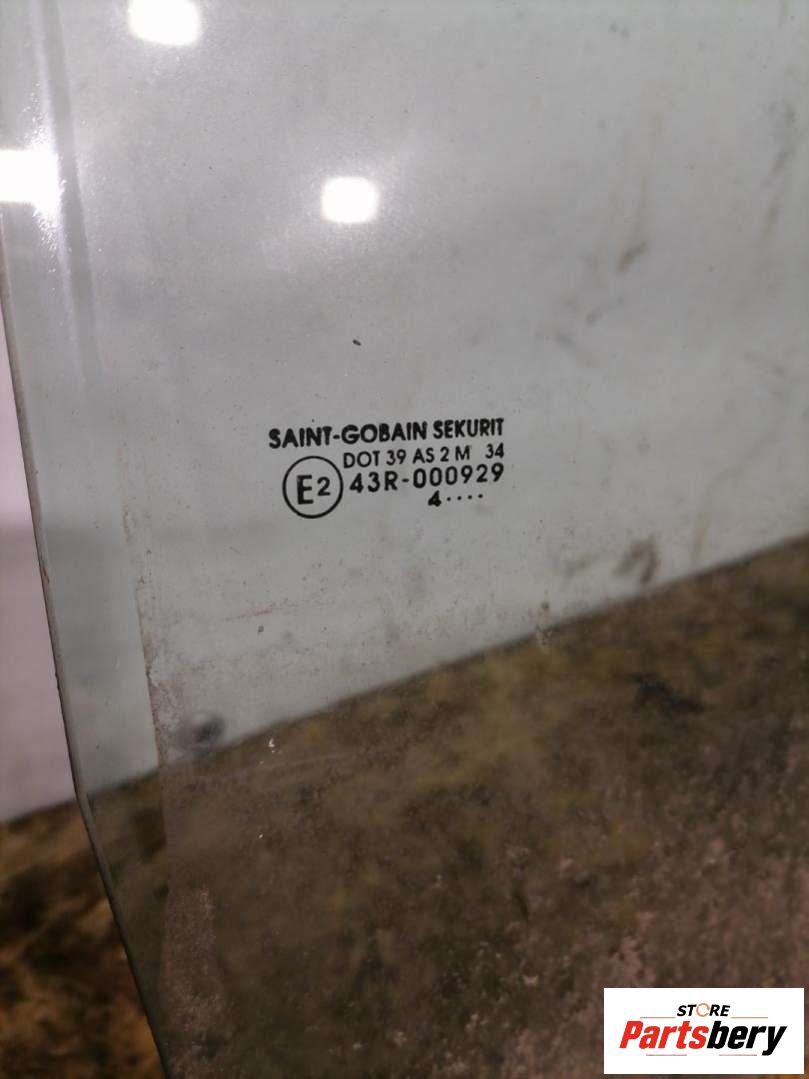 SAINT-GOBAIN SEKURIT
DOT 39 AS 2 M 34
E2 43R-000929
4····
STORE
Partsbery